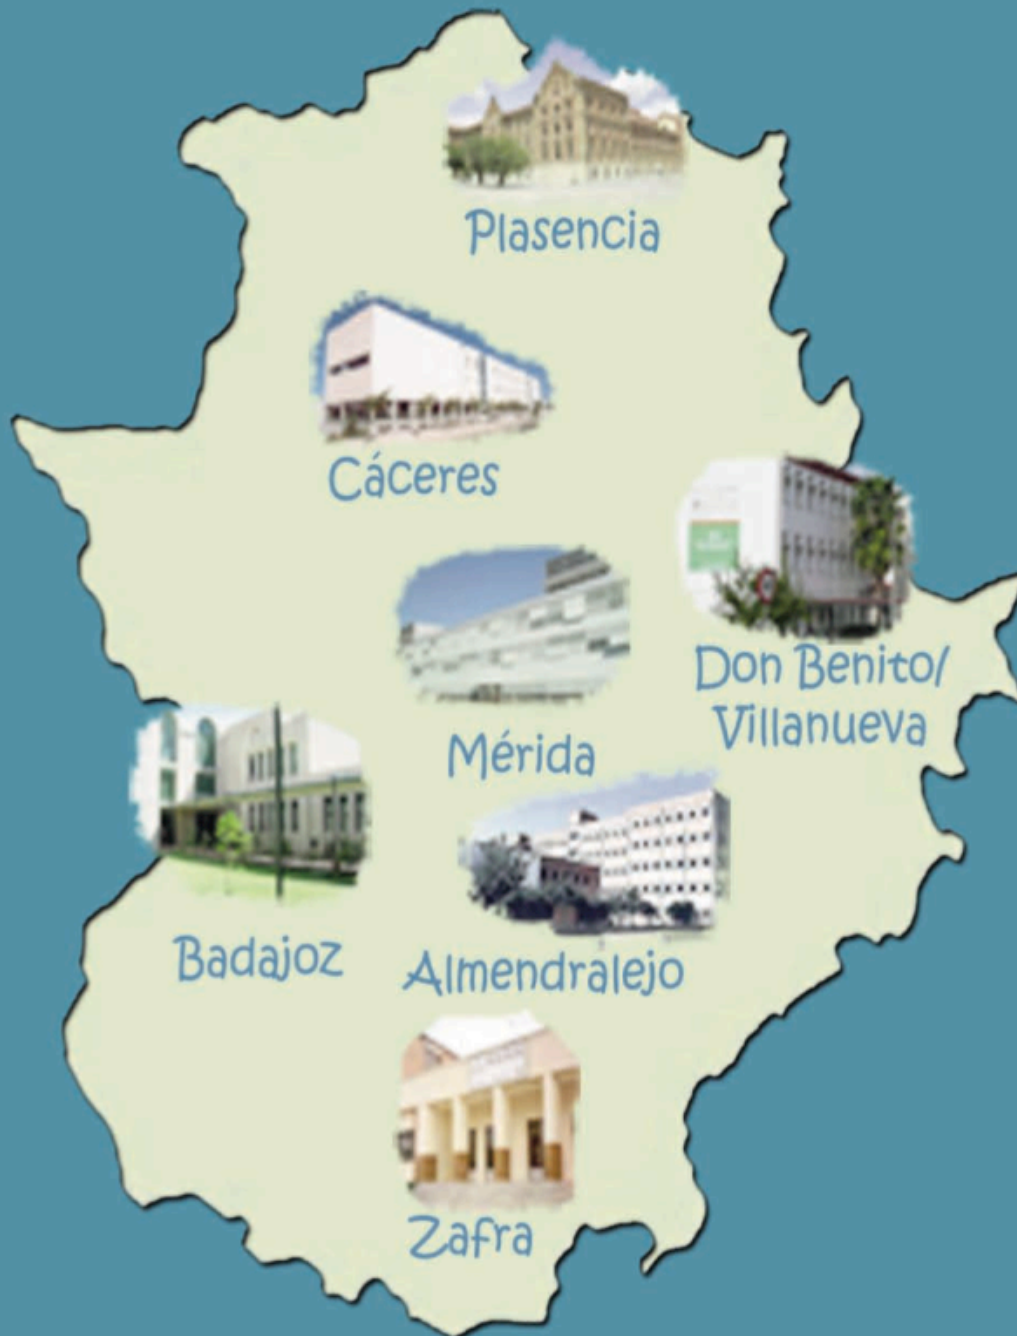 Plasencia
Cáceres
Don Benito/
Villanueva
Mérida
Badajoz
Almendralejo
Zafra